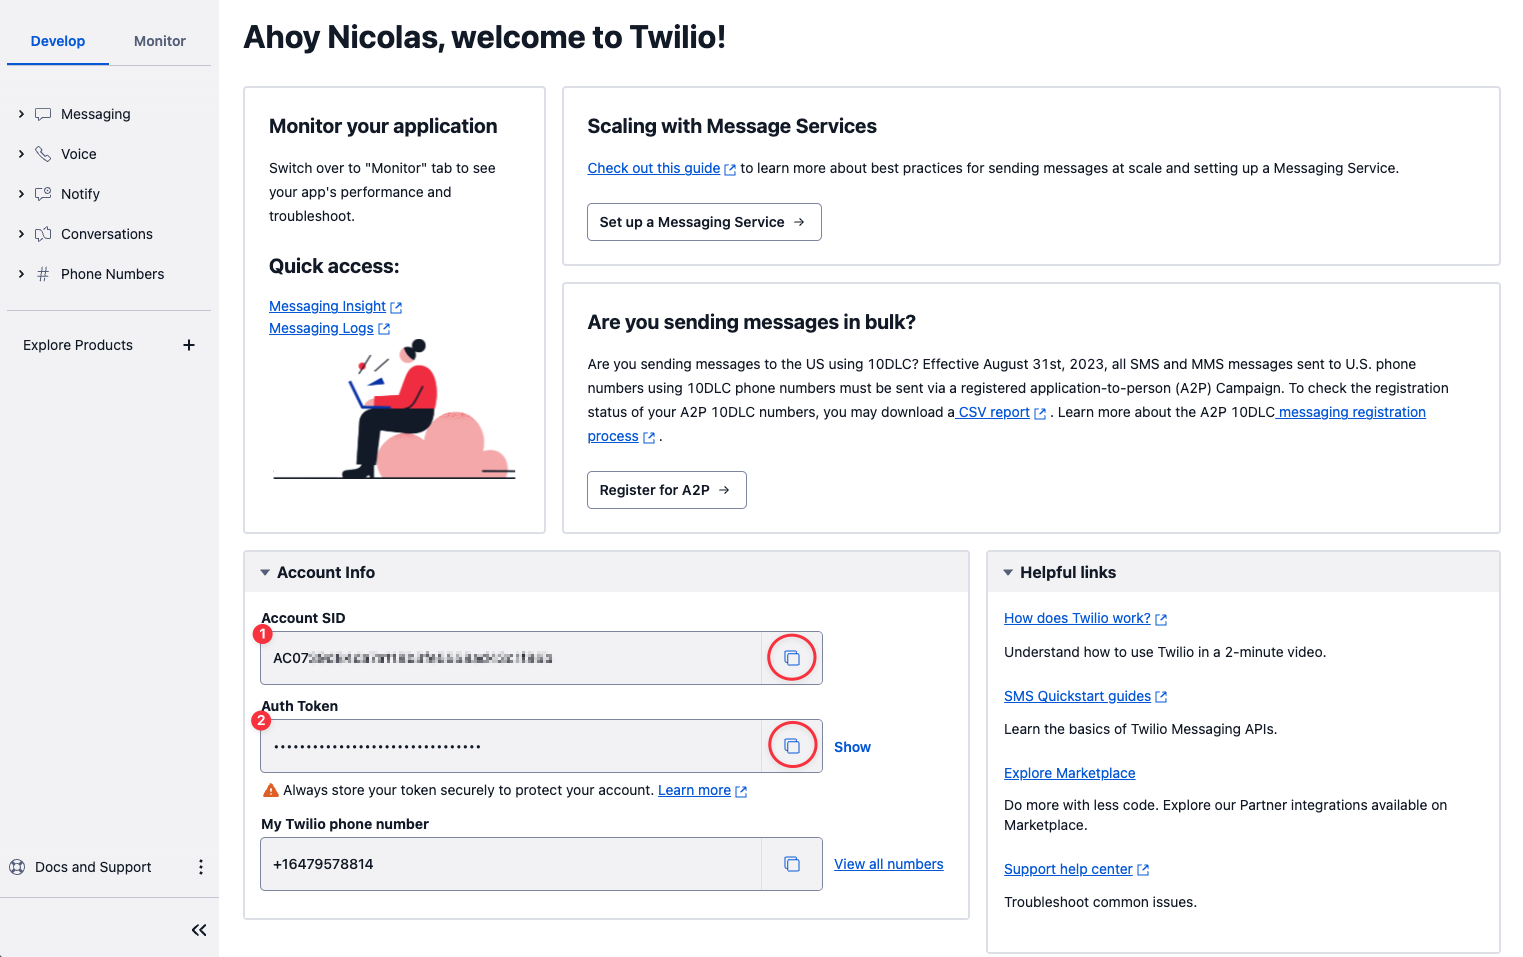 Develop
Monitor
Messaging
Voice
Notify
Conversations
Phone Numbers
Explore Products
Docs and Support
Ahoy Nicolas, welcome to Twilio!
Monitor your application
Switch over to "Monitor" tab to see
your app's performance and
troubleshoot.
Quick access:
Messaging Insight
Messaging Logs
Scaling with Message Services
Check out this guide to learn more about best practices for sending messages at scale and setting up a Messaging Service.
Set up a Messaging Service →
Are you sending messages in bulk?
Are you sending messages to the US using 10DLC? Effective August 31st, 2023, all SMS and MMS messages sent to U.S. phone
numbers using 10DLC phone numbers must be sent via a registered application-to-person (A2P) Campaign. To check the registration
status of your A2P 10DLC numbers, you may download a CSV report . Learn more about the A2P 10DLC messaging registration
process .
Register for A2P →
Account Info
Account SID
1
AC07
Auth Token
2
•••••••••••••••••••••••••••••••
Show
Always store your token securely to protect your account. Learn more
My Twilio phone number
+16479578814
View all numbers
Helpful links
How does Twilio work?
Understand how to use Twilio in a 2-minute video.
SMS Quickstart guides
Learn the basics of Twilio Messaging APIs.
Explore Marketplace
Do more with less code. Explore our Partner integrations available on
Marketplace.
Support help center
Troubleshoot common issues.